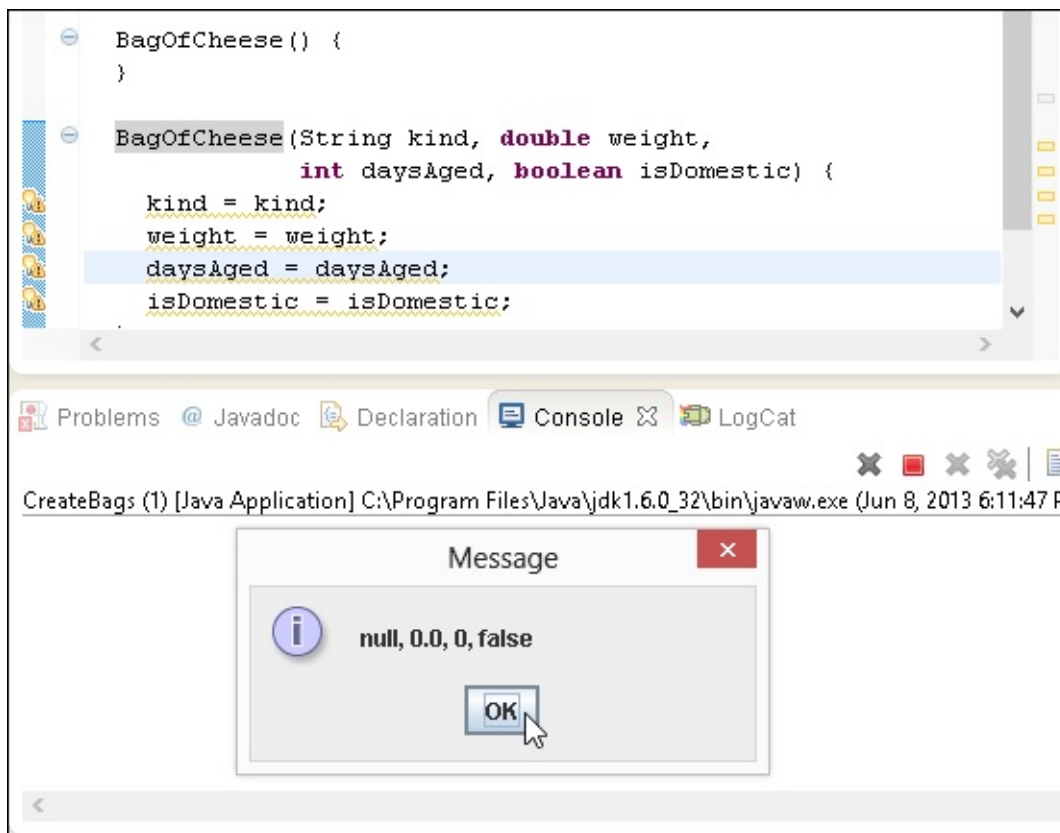 BagOfCheese() {
}
BagOfCheese(String kind, double weight,
int daysAged, boolean isDomestic) {
kind = kind;
weight = weight;
daysAged = daysAged;
isDomestic = isDomestic;
Problems @ Javadoc Declaration Console LogCat
CreateBags (1) [Java Application] C:\Program Files\Java\jdk1.6.0_32\bin\javaw.exe (Jun 8, 2013 6:11:47 P
Message
null, 0.0, 0, false
OK